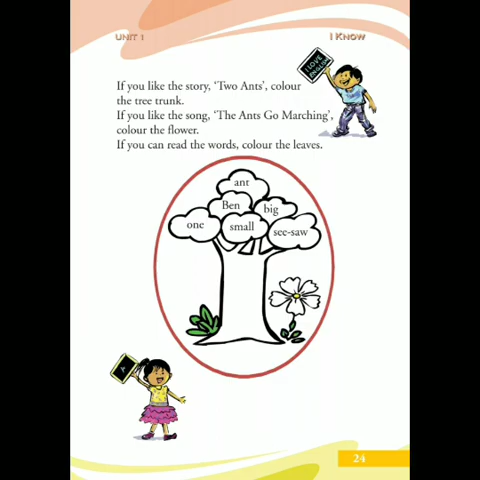 UNIT 1
I KNOW
I LOVE
ENGLISH
If you like the story, ‘Two Ants’, colour
the tree trunk.
If you like the song, ‘The Ants Go Marching’,
colour the flower.
If you can read the words, colour the leaves.
ant
Ben
big
one
small
see-saw
A
24